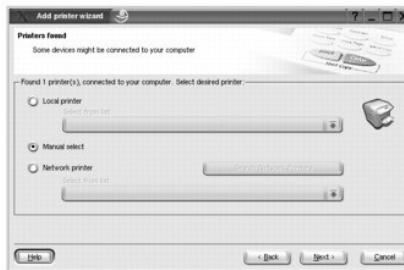 Add printer wizard
Printers found
Some devices might be connected to your computer
Found 1 printer(s), connected to your computer. Select desired printer:
Local printer
Select from list:
Manual select
Network printer
Select from list:
Help
< Back
Next >
Cancel